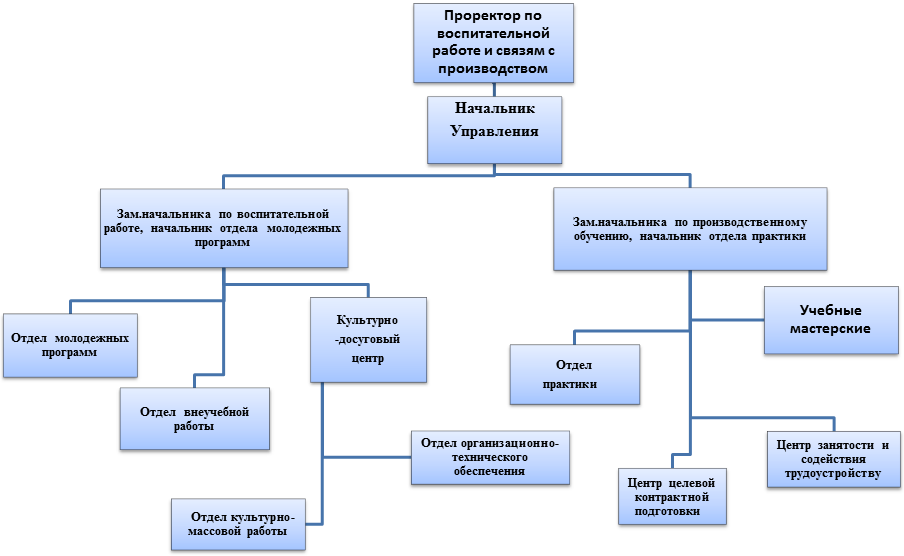 Проректор по
воспитательной
работе и связям с
производством
Начальник
Управления
Зам.начальника по воспитательной
работе, начальник отдела молодежных
программ
Зам.начальника по производственному
обучению, начальник отдела практики
Отдел молодежных
программ
Культурно
-досуговый
центр
Учебные
мастерские
Отдел внеучебной
работы
Отдел
практики
Отдел организационно-
технического
обеспечения
Центр занятости и
содействия
трудоустройству
Отдел культурно-
массовой работы
Центр целевой
контрактной
подготовки